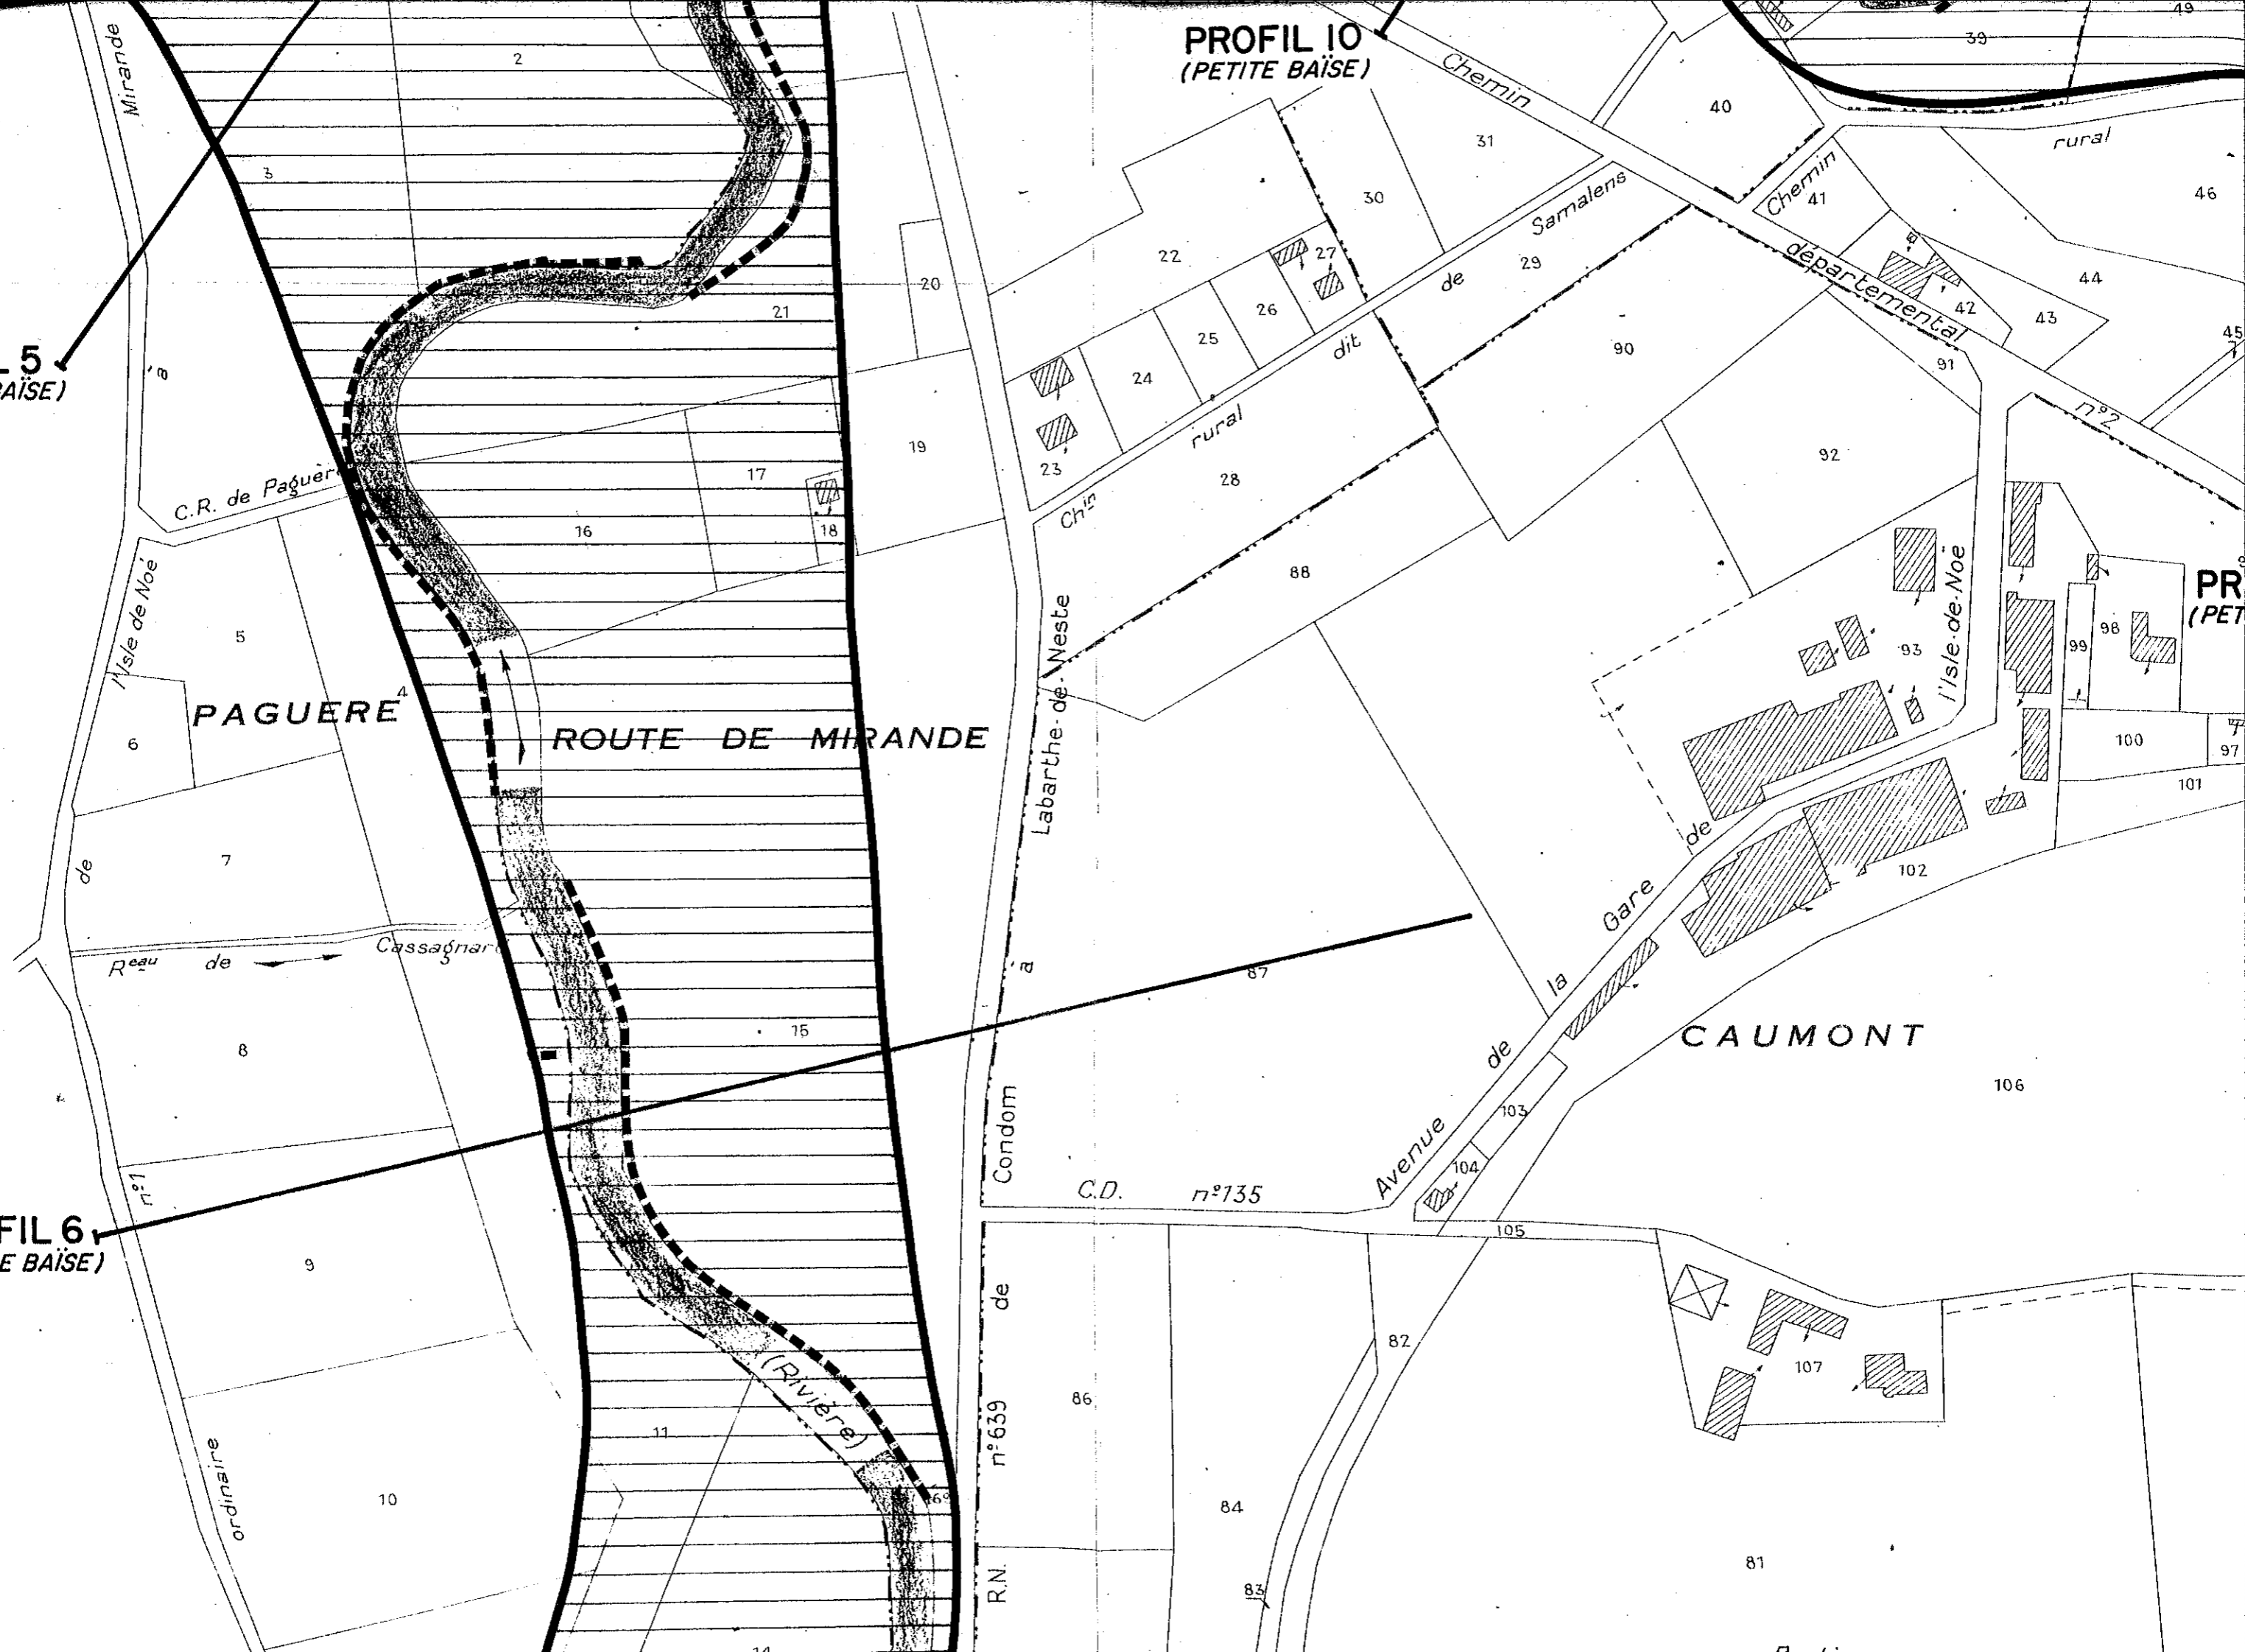 PROFIL 10
(PETITE BAÏSE)
Mirande
2
3
49
39
Chemin
40
31
rural
46
Chemin
41
30
Samalens
22
27
29
départemental
44
42
43
45
20
21
26
25
de
dit
24
90
91
L 5
BAÏSE)
à
n°2
19
23
rural
28
92
C.R. de Paguère
17
18
16
Chin
88
l'Isle de Noé
5
4
PAGUERE
6
ROUTE DE MIRANDE
Labarthe-de-Neste
93
l'Isle-de-Noë
98
99
PR
(PET
100
97
101
7
de
de
102
Gare
Reau de Cassagnar
à
87
la
15
8
de
CAUMONT
106
103
Condom
Avenue
104
n°1
C.D. n°135
105
FIL 6
E BAÏSE)
9
de
(Rivière)
82
107
86
11
n°639
ordinaire
10
84
81
83
R.N.
14